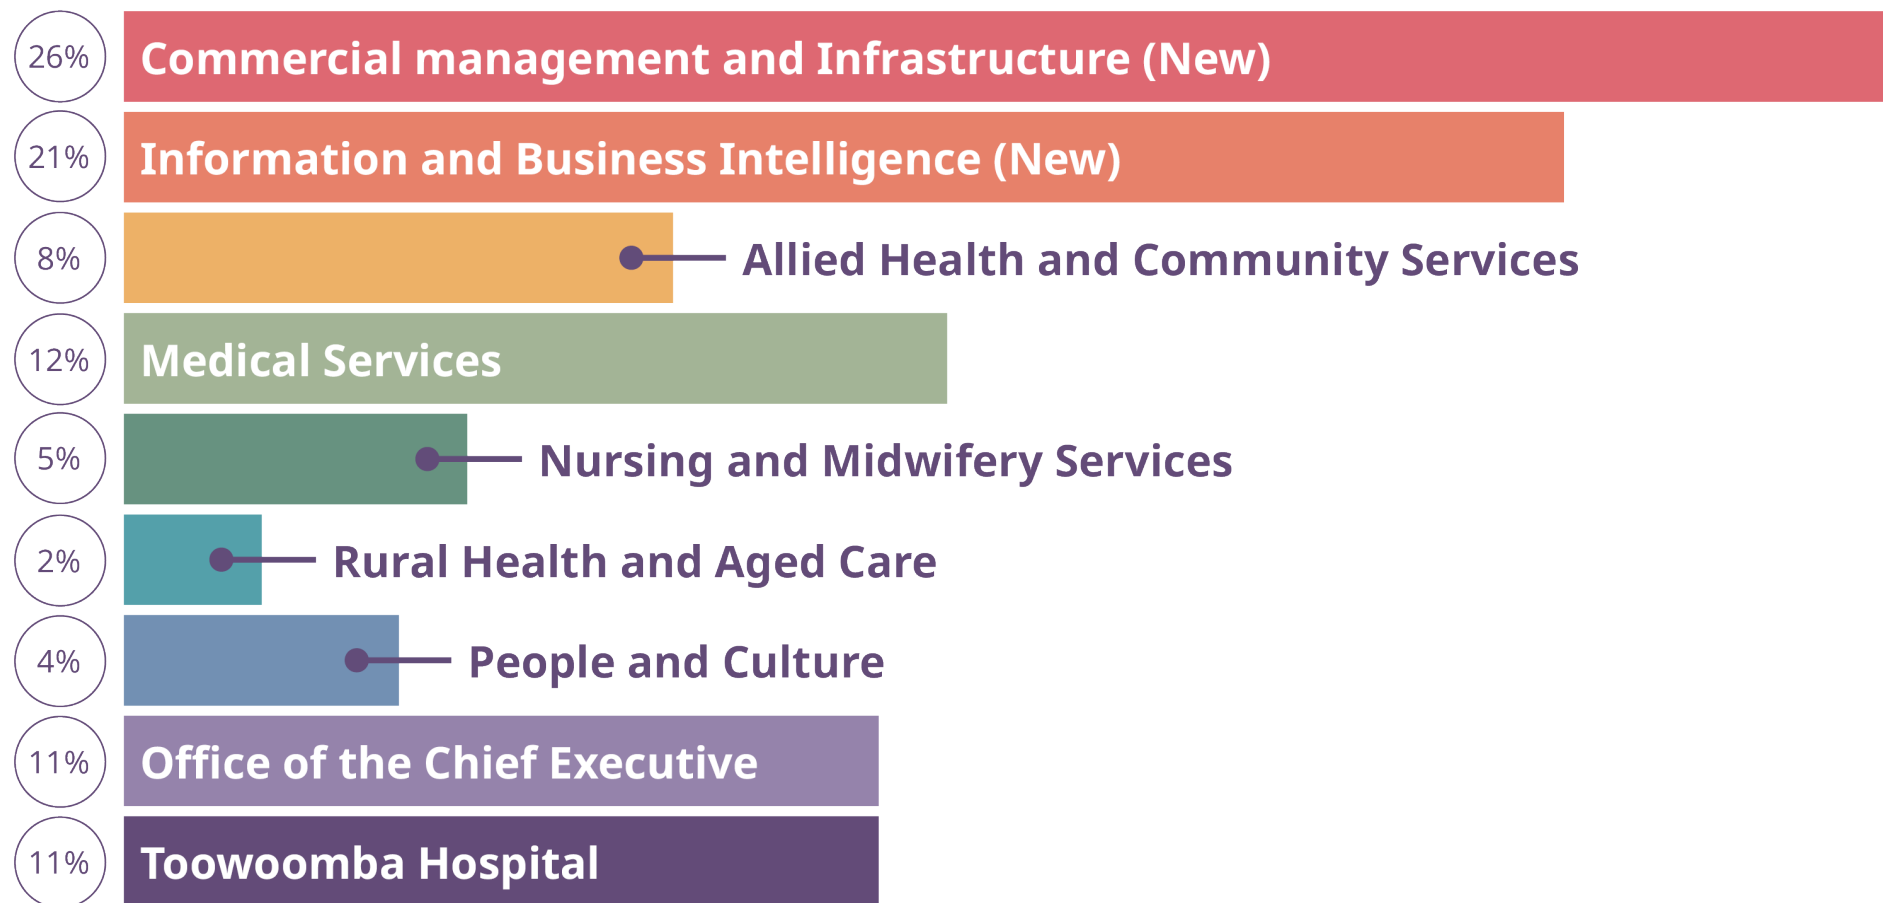 26% Commercial management and Infrastructure (New)
21% Information and Business Intelligence (New)
8% Allied Health and Community Services
12% Medical Services
5% Nursing and Midwifery Services
2% Rural Health and Aged Care
4% People and Culture
11% Office of the Chief Executive
11% Toowoomba Hospital